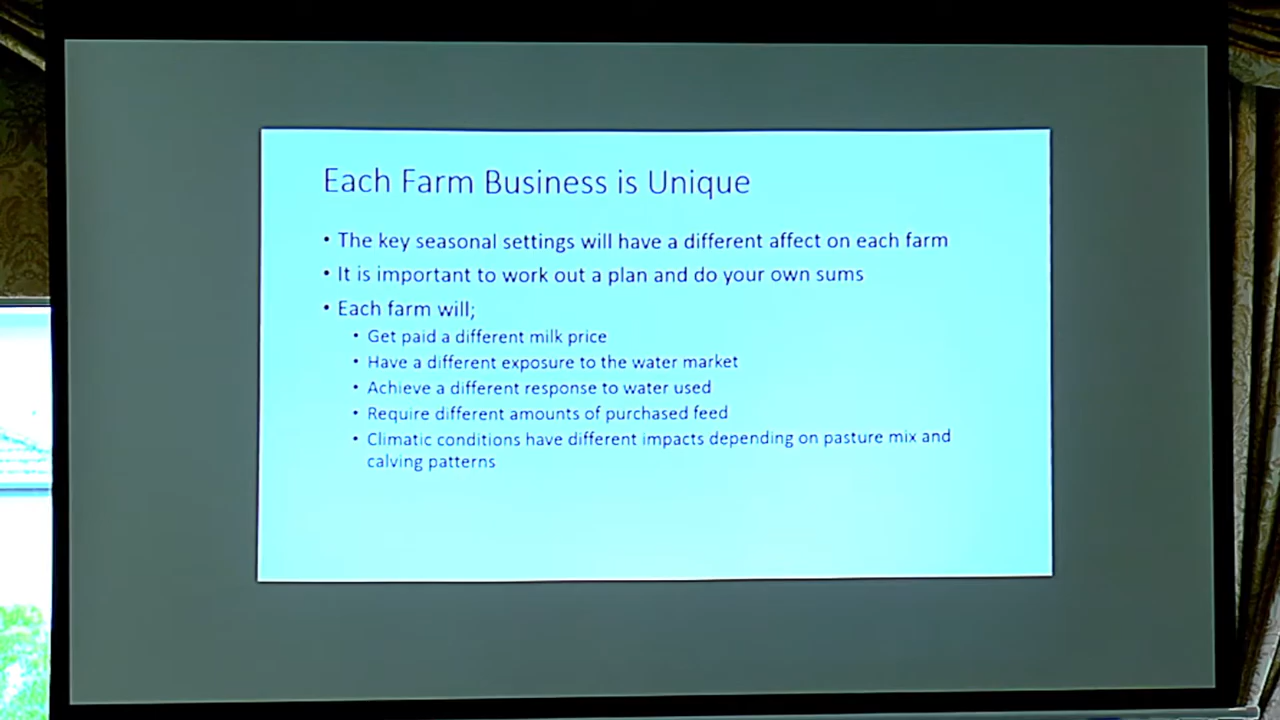 Each Farm Business is Unique
• The key seasonal settings will have a different affect on each farm
• It is important to work out a plan and do your own sums
• Each farm will;
• Get paid a different milk price
• Have a different exposure to the water market
• Achieve a different response to water used
• Require different amounts of purchased feed
• Climatic conditions have different impacts depending on pasture mix and
calving patterns